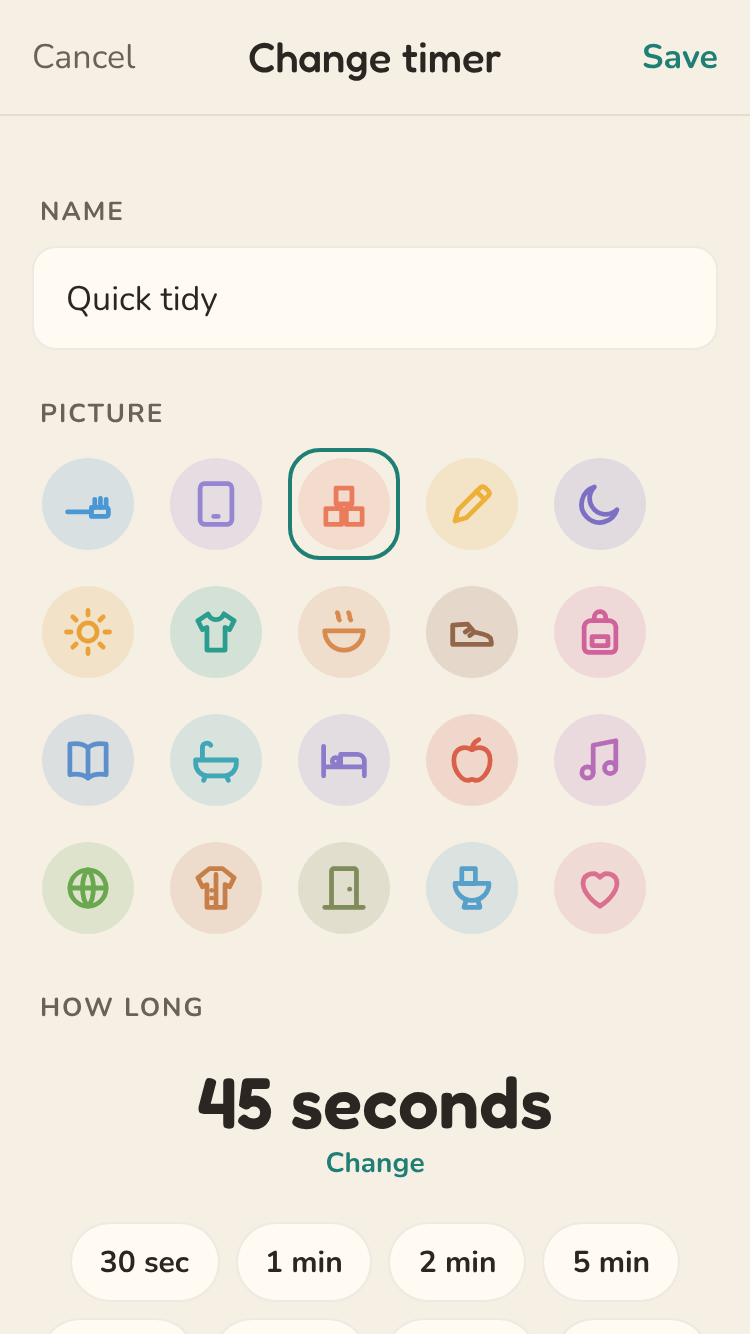 Cancel Change timer Save
NAME
Quick tidy
PICTURE
HOW LONG
45 seconds
Change
30 sec 1 min 2 min 5 min